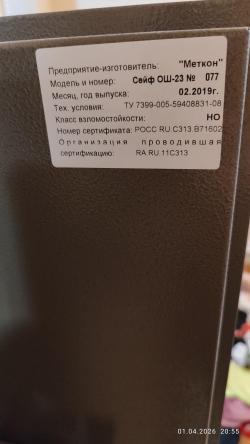 Предприятие-изготовитель: "Меткон"
Модель и номер: Сейф ОШ-23 № 077
Месяц, год выпуска: 02.2019г.
Тех. условия: ТУ 7399-005-59408831-08
Класс взломостойкости: НО
Номер сертификата: РОСС RU.С313.В71602
Организация проводившая
сертификацию: RA.RU.11С313
01.04.2026 20:55